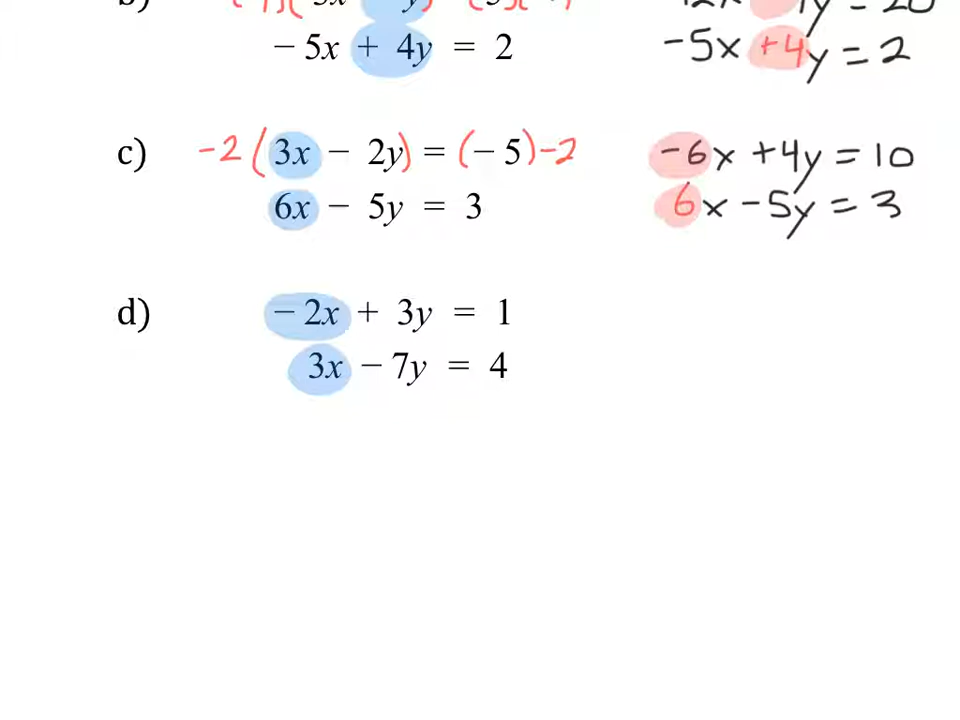 - 5x + 4y = 2
-5x +4y = 2
c) -2(3x - 2y) = (- 5)-2
-6x +4y = 10
6x - 5y = 3
6x -5y = 3
d) - 2x + 3y = 1
3x - 7y = 4